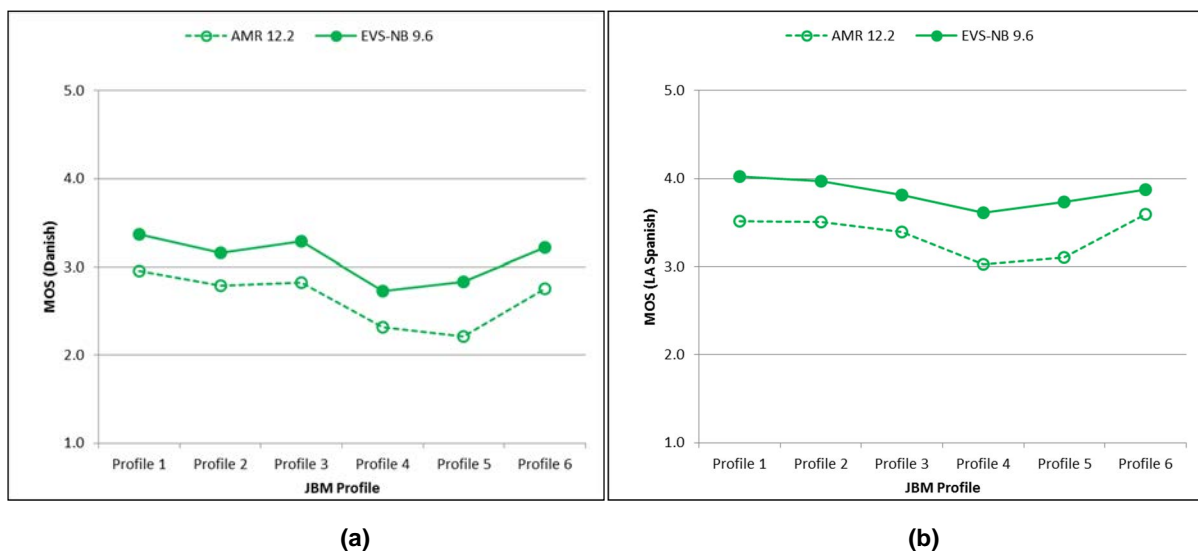 AMR 12.2 EVS-NB 9.6
5.0
4.0
3.0
2.0
1.0
MOS (Danish)
Profile 1 Profile 2 Profile 3 Profile 4 Profile 5 Profile 6
JBM Profile
(a)
AMR 12.2 EVS-NB 9.6
5.0
4.0
3.0
2.0
1.0
MOS (LA Spanish)
Profile 1 Profile 2 Profile 3 Profile 4 Profile 5 Profile 6
JBM Profile
(b)